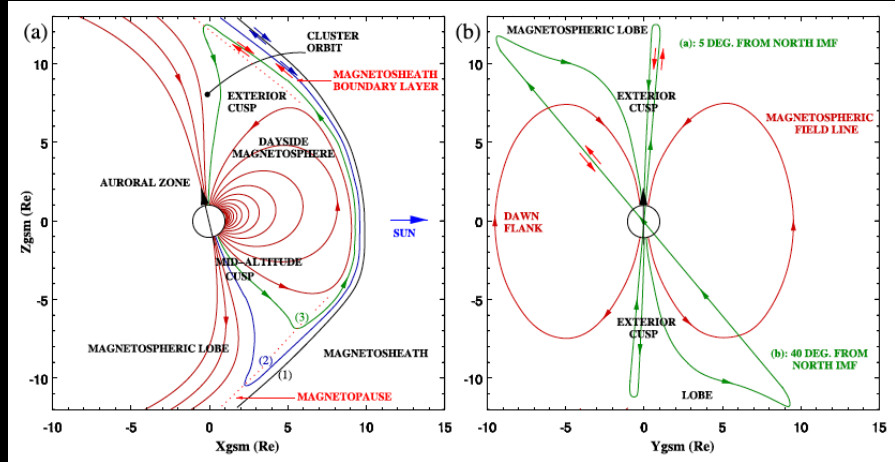 (a)
CLUSTER
ORBIT
MAGNETOSHEATH
BOUNDARY LAYER
EXTERIOR
CUSP
DAYSIDE
MAGNETOSPHERE
AURORAL ZONE
SUN
MID-ALTITUDE
CUSP
(3)
MAGNETOSPHERIC LOBE
(2)
MAGNETOSHEATH
(1)
MAGNETOPAUSE
10
5
0
-5
-10
Zgsm (Re)
-10 -5 0 5 10 15
Xgsm (Re)
(b)
MAGNETOSPHERIC LOBE
(a): 5 DEG. FROM NORTH IMF
EXTERIOR
CUSP
MAGNETOSPHERIC
FIELD LINE
DAWN
FLANK
EXTERIOR
CUSP
(b): 40 DEG. FROM
NORTH IMF
LOBE
10
5
0
-5
-10
-10 -5 0 5 10 15
Ygsm (Re)